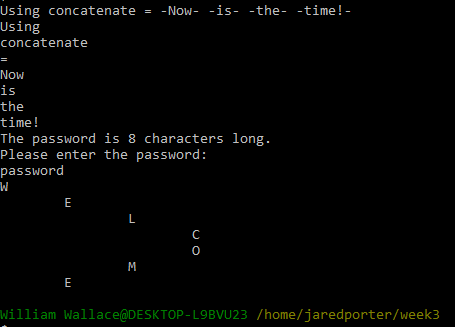 Using concatenate = -Now- -is- -the- -time!-
Using
concatenate
=
Now
is
the
time!
The password is 8 characters long.
Please enter the password:
password
W
E
L
C
O
M
E
William Wallace@DESKTOP-L9BVU23 /home/jaredporter/week3